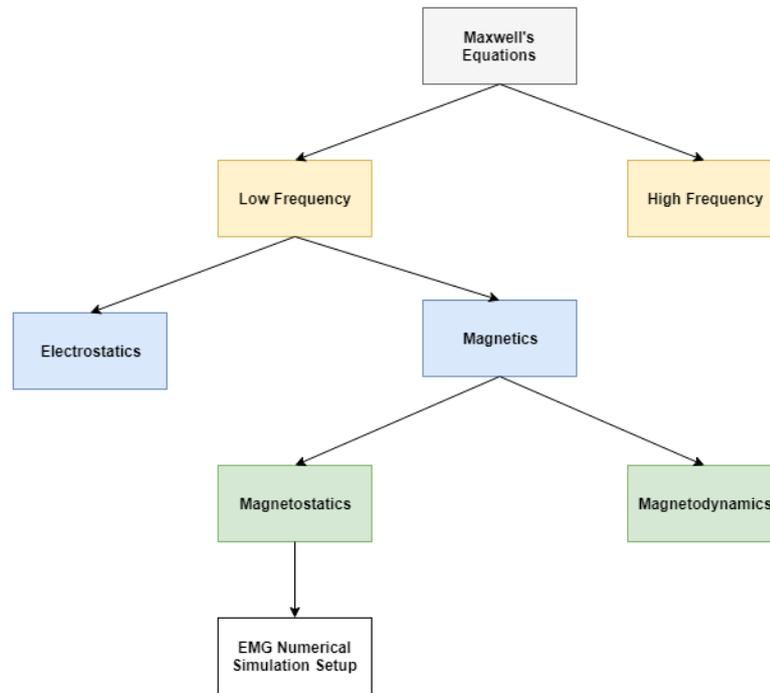 Maxwell's
Equations
Low Frequency
High Frequency
Electrostatics
Magnetics
Magnetostatics
Magnetodynamics
EMG Numerical
Simulation Setup